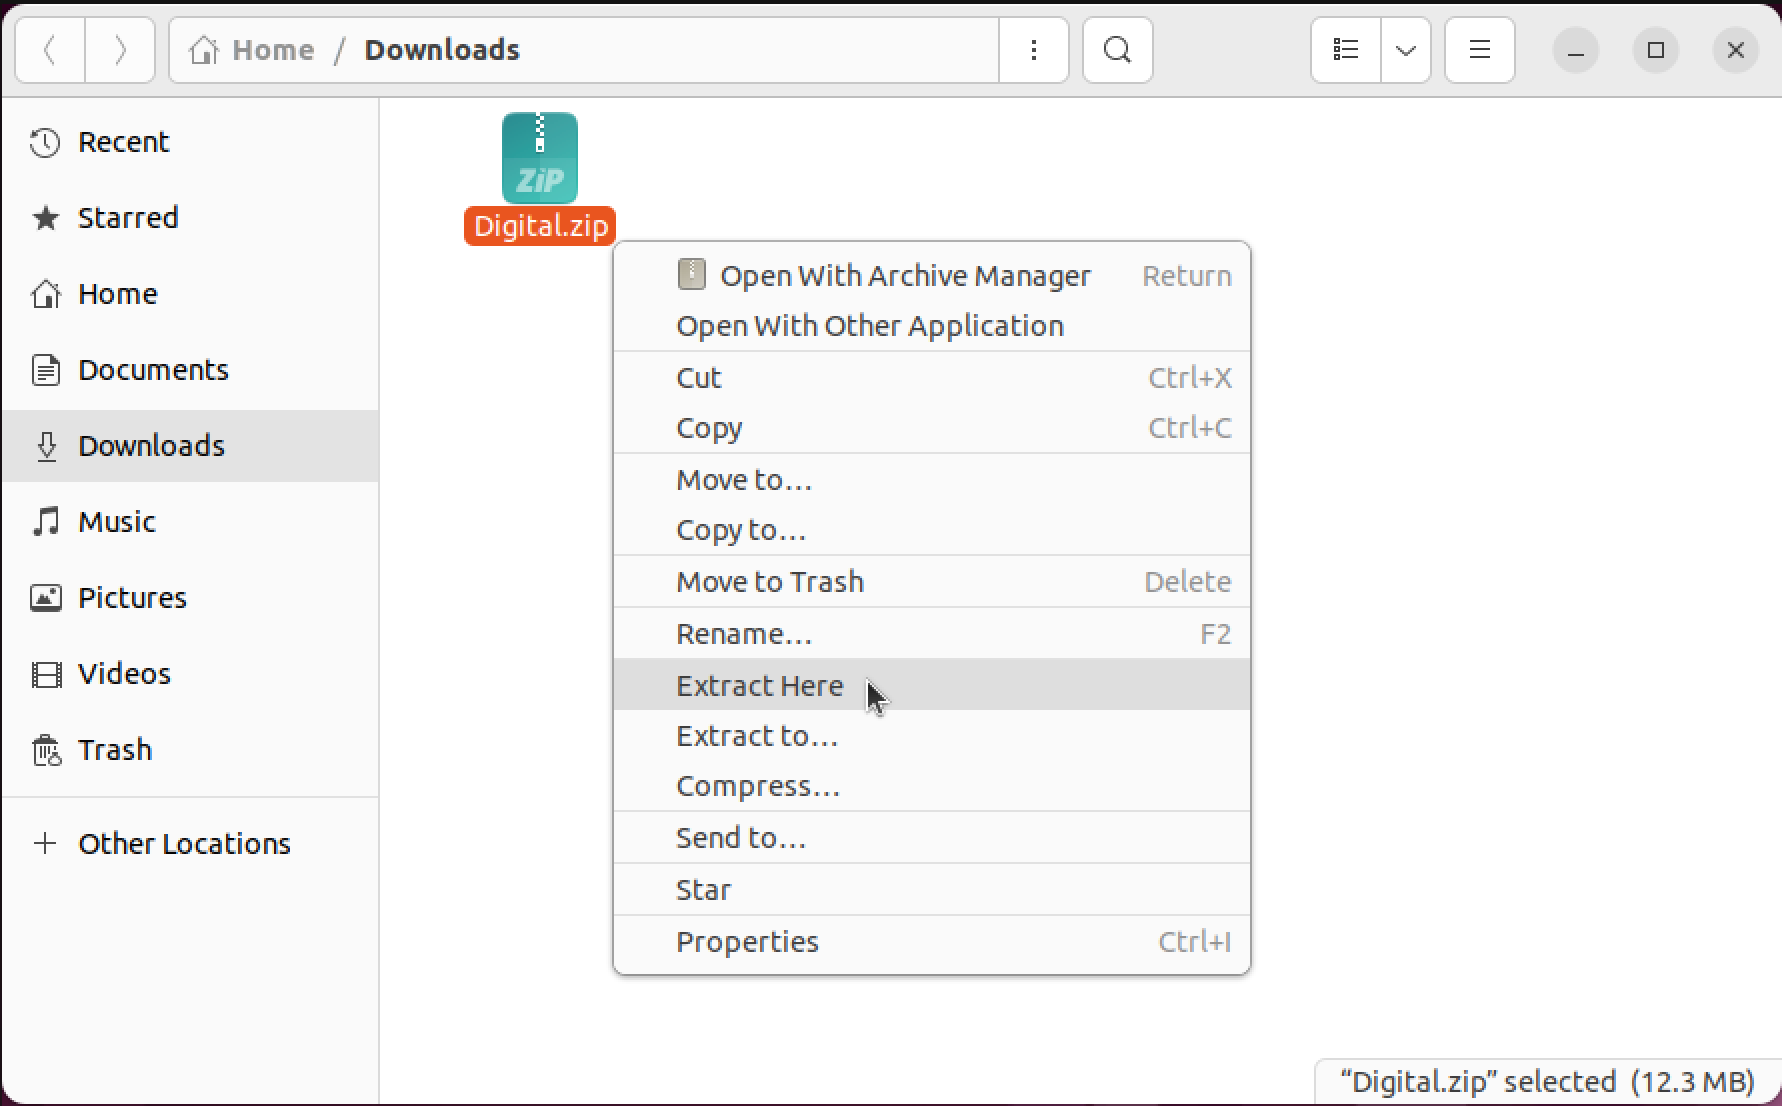 Home / Downloads
Recent
Starred
Home
Documents
Downloads
Music
Pictures
Videos
Trash
Other Locations
ZiP
Digital.zip
Open With Archive Manager Return
Open With Other Application
Cut Ctrl+X
Copy Ctrl+C
Move to…
Copy to…
Move to Trash Delete
Rename… F2
Extract Here
Extract to…
Compress…
Send to…
Star
Properties Ctrl+I
“Digital.zip” selected (12.3 MB)